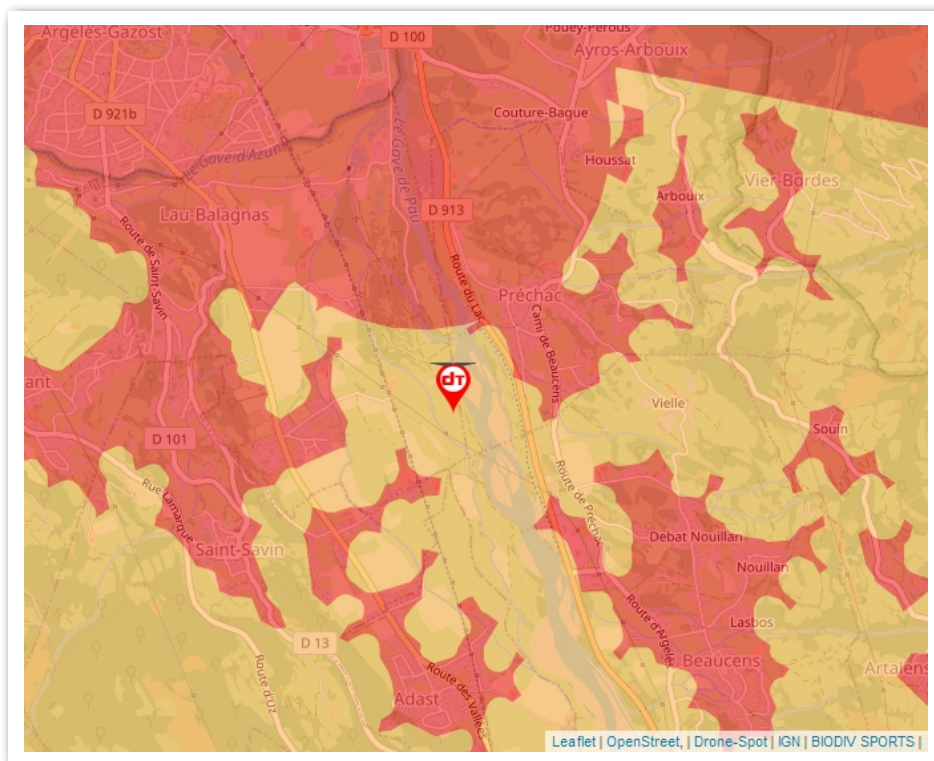 Argelès-Gazost
D 100
Pouey-Perous
Ayros-Arbouix
D 921b
Couture-Bague
Le Gave de Pau
Le Gave d'Azun
Houssat
Arbouix
Vier-Bordes
D 913
Lau-Balagnas
Route de Saint-Savin
Route du Lac
Préchac
Cami de Beaucens
dT
ant
Vielle
D 101
Souin
Rue Lamarque
Route de Préchac
Saint-Savin
Debat Nouillan
Nouillan
Route d'Argelès
Lasbos
D 13
Beaucens
Artalens
Route d'Uz
Route des Vallées
Adast
Leaflet | OpenStreet, | Drone-Spot | IGN | BIODIV SPORTS |